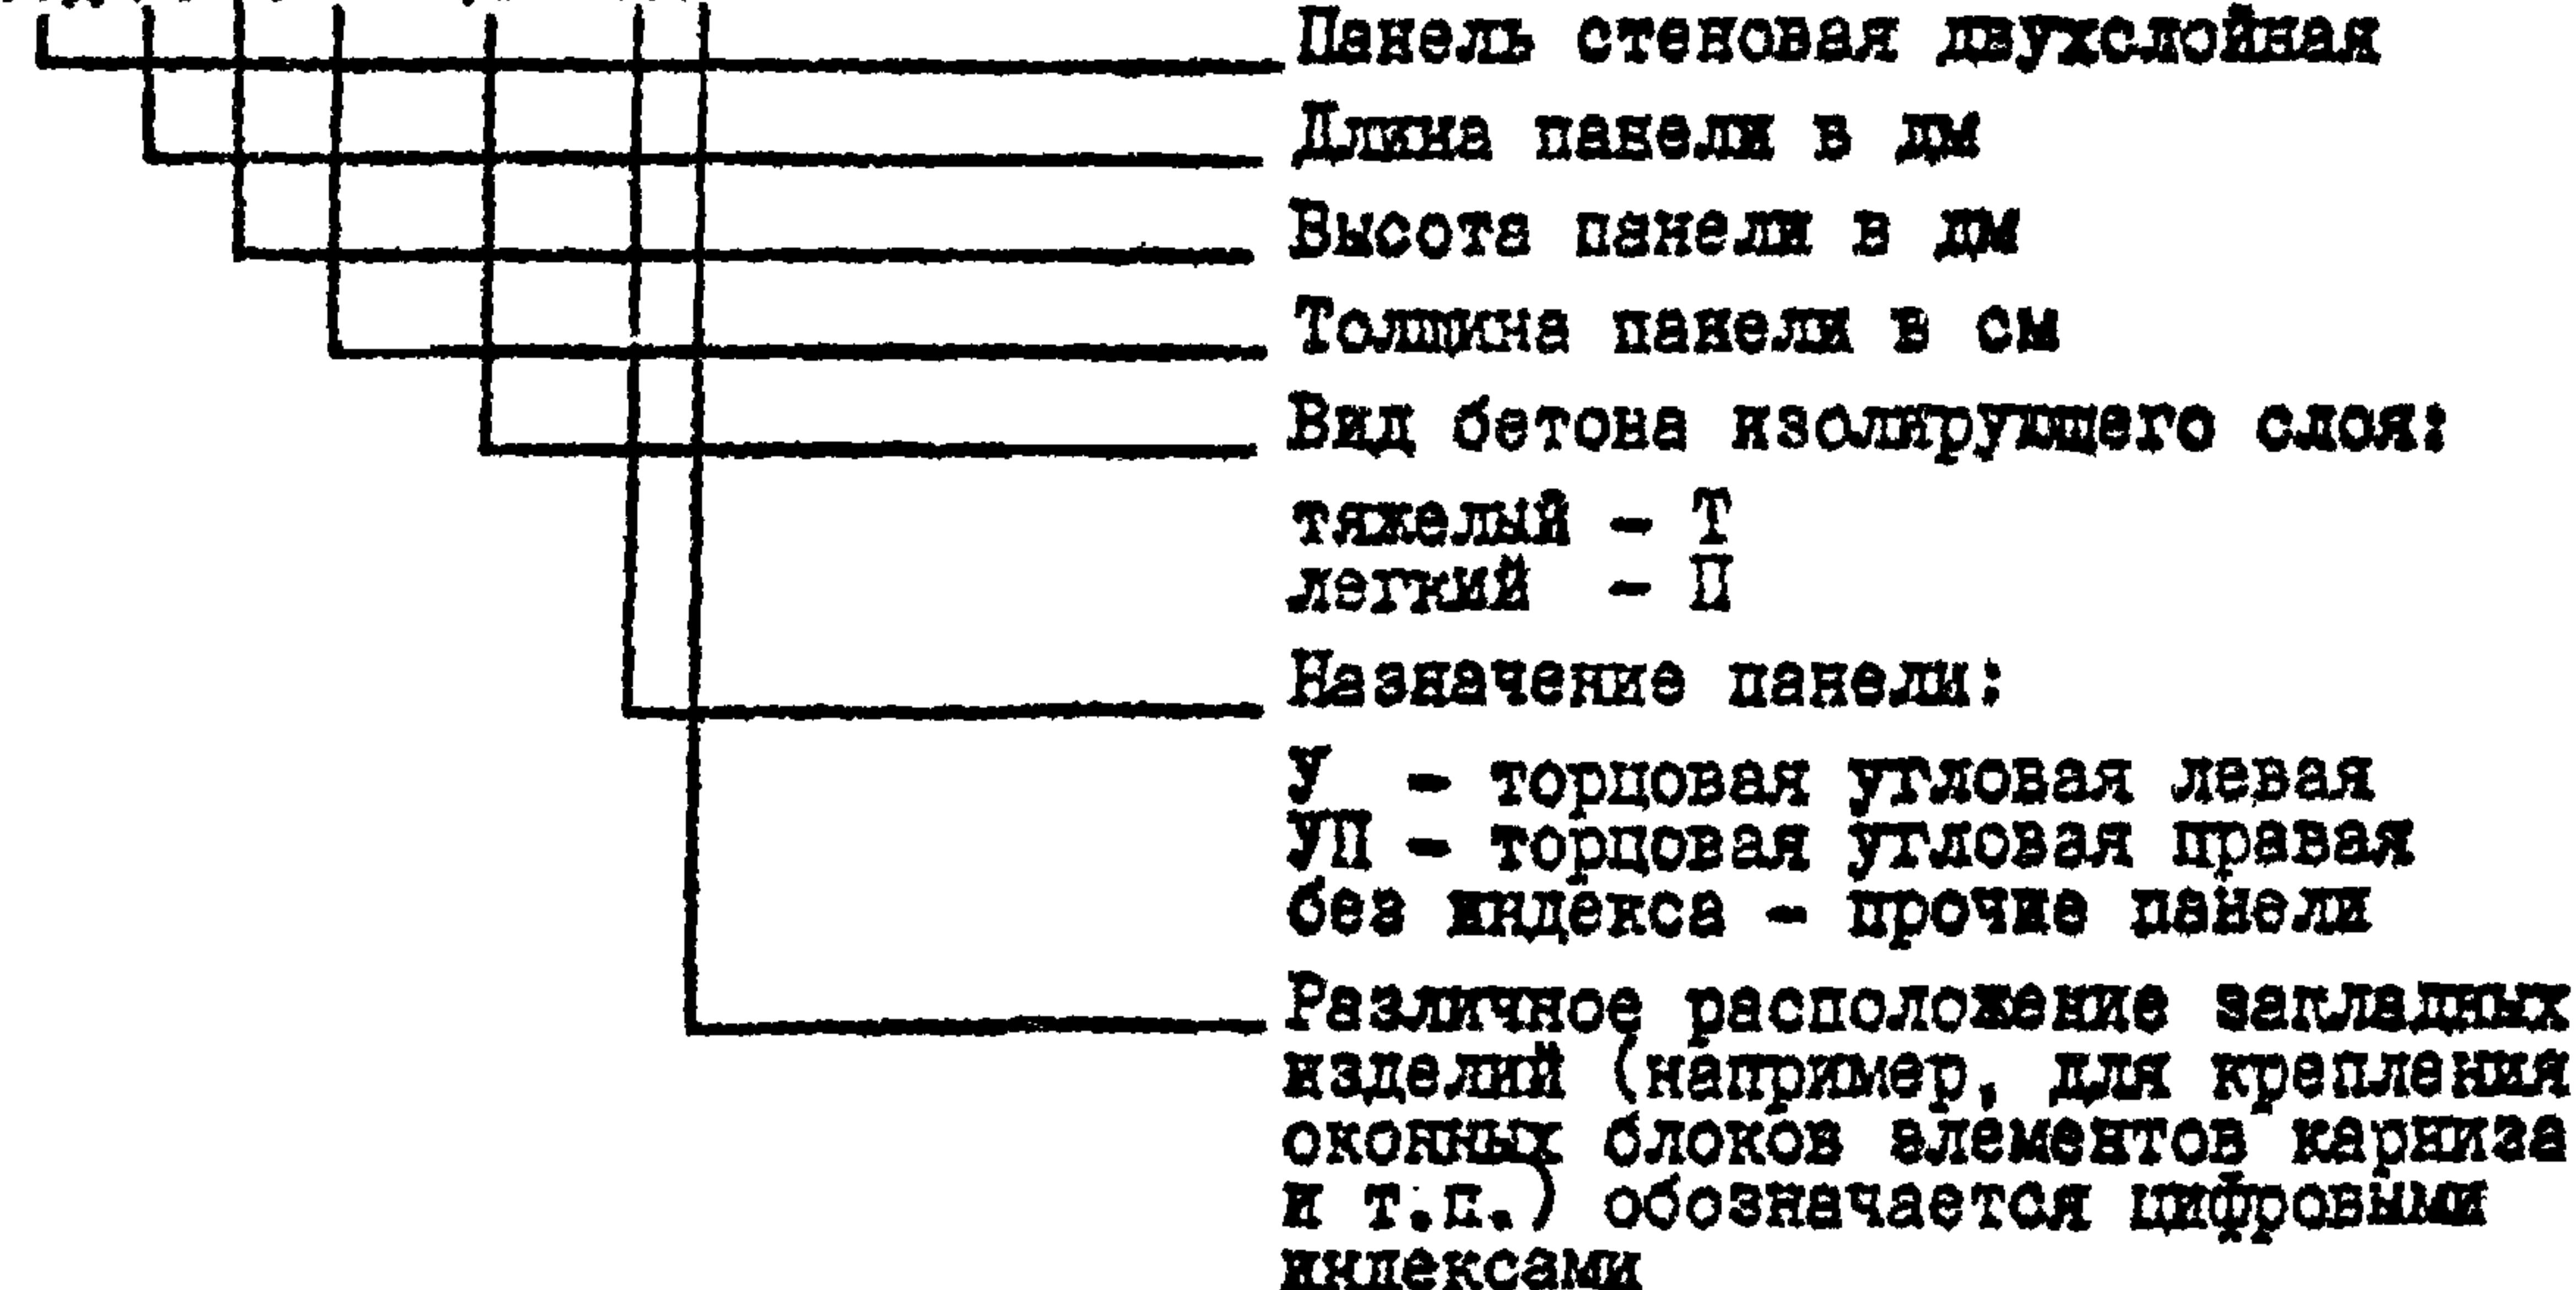 Панель стеновая двухслойная
Длина панели в дм
Высота панели в дм
Толщина панели в см
Вид бетона изолирующего слоя:
тяжелый - Т
легкий - П
Назначение панели:
У - торцовая угловая левая
УП - торцовая угловая правая
без индекса - прочие панели
Различное расположение закладных
изделий (например, для крепления
оконных блоков элементов карниза
и т.п.) обозначается цифровыми
индексами